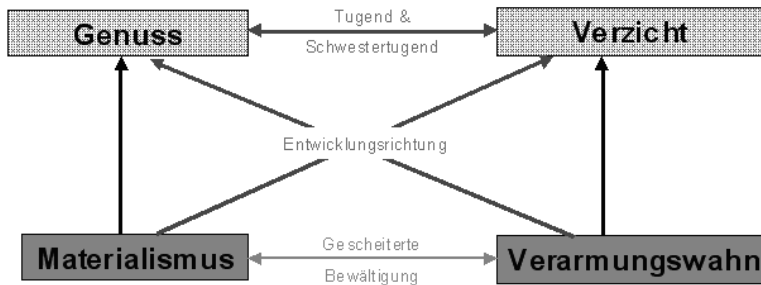 Genuss
Tugend &
Schwestertugend
Verzicht
Entwicklungsrichtung
Materialismus
Gescheiterte
Bewältigung
Verarmungswahn